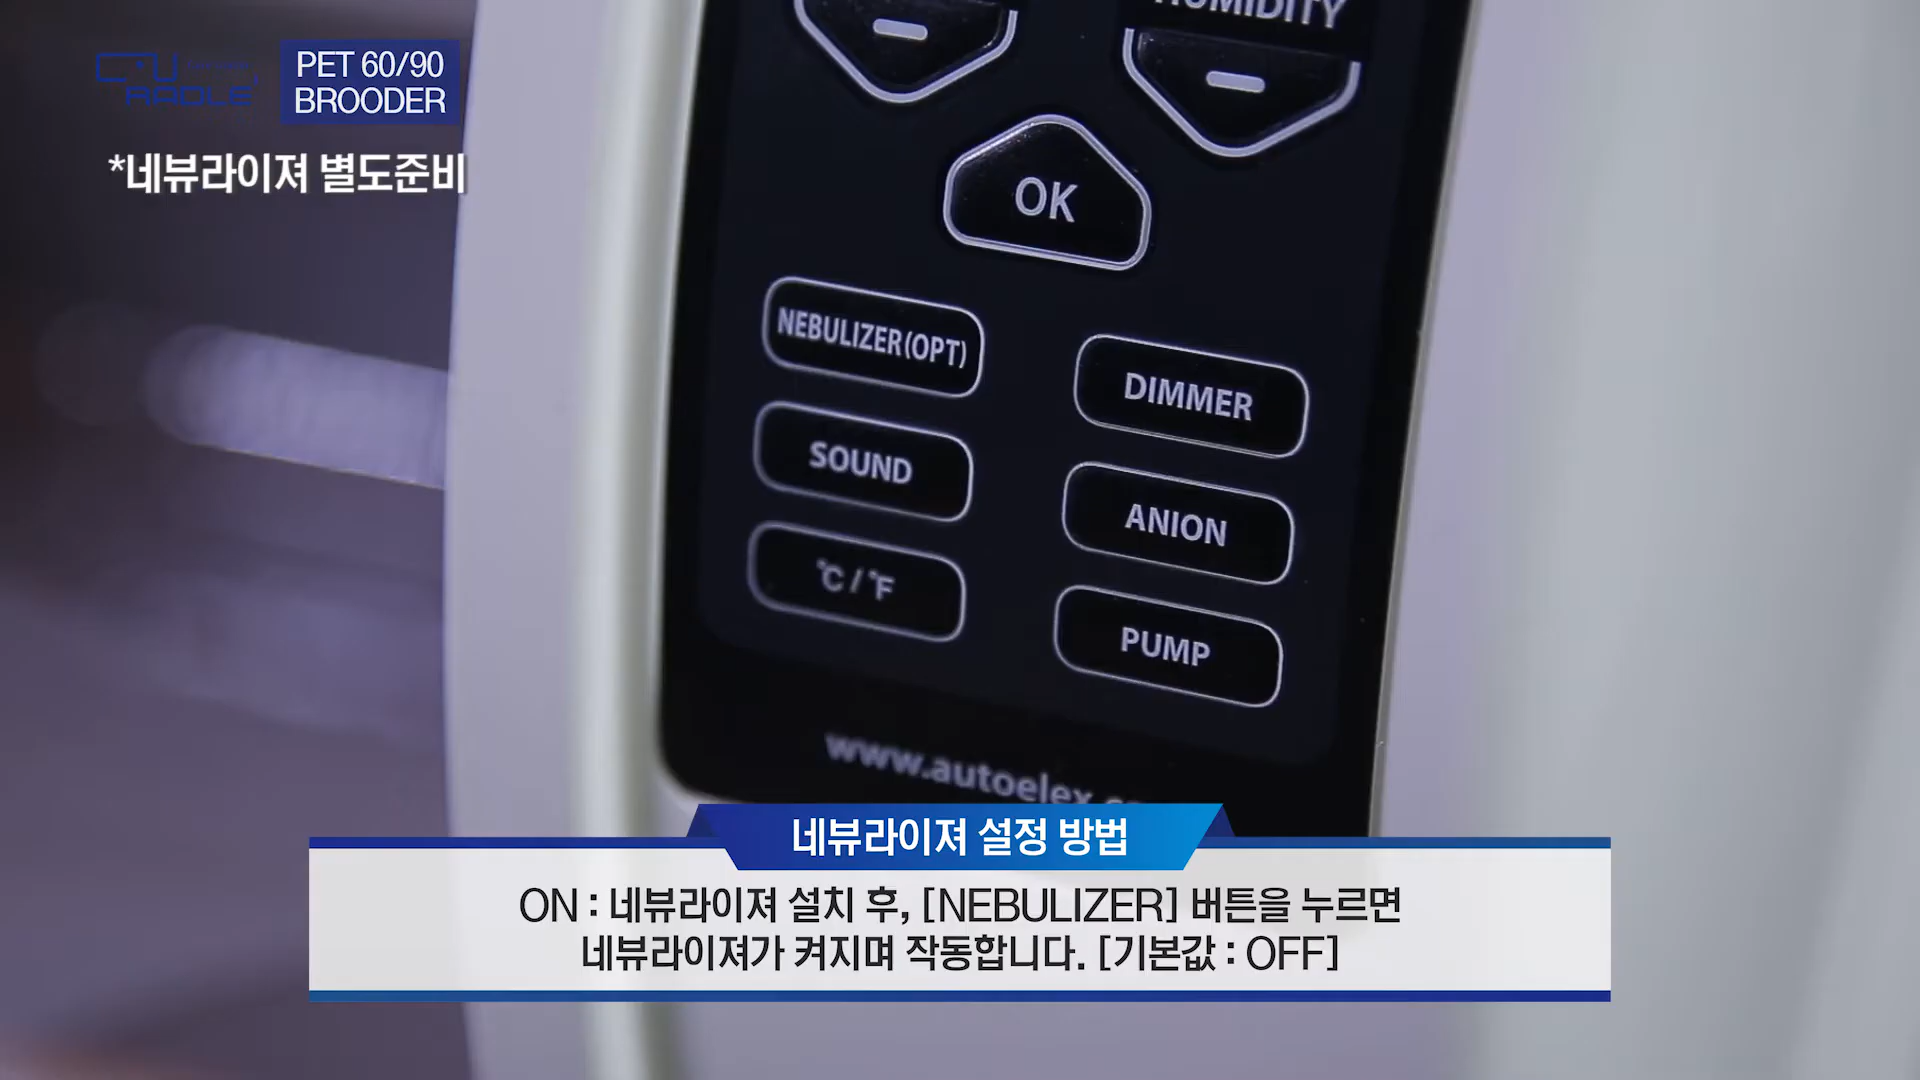 PET 60/90
BROODER
*네뷰라이져 별도준비
HUMIDITY
OK
NEBULIZER(OPT)
DIMMER
SOUND
ANION
℃ / ℉
PUMP
www.autoelex.
네뷰라이져 설정 방법
ON : 네뷰라이져 설치 후, [NEBULIZER] 버튼을 누르면
네뷰라이져가 켜지며 작동합니다. [기본값 : OFF]